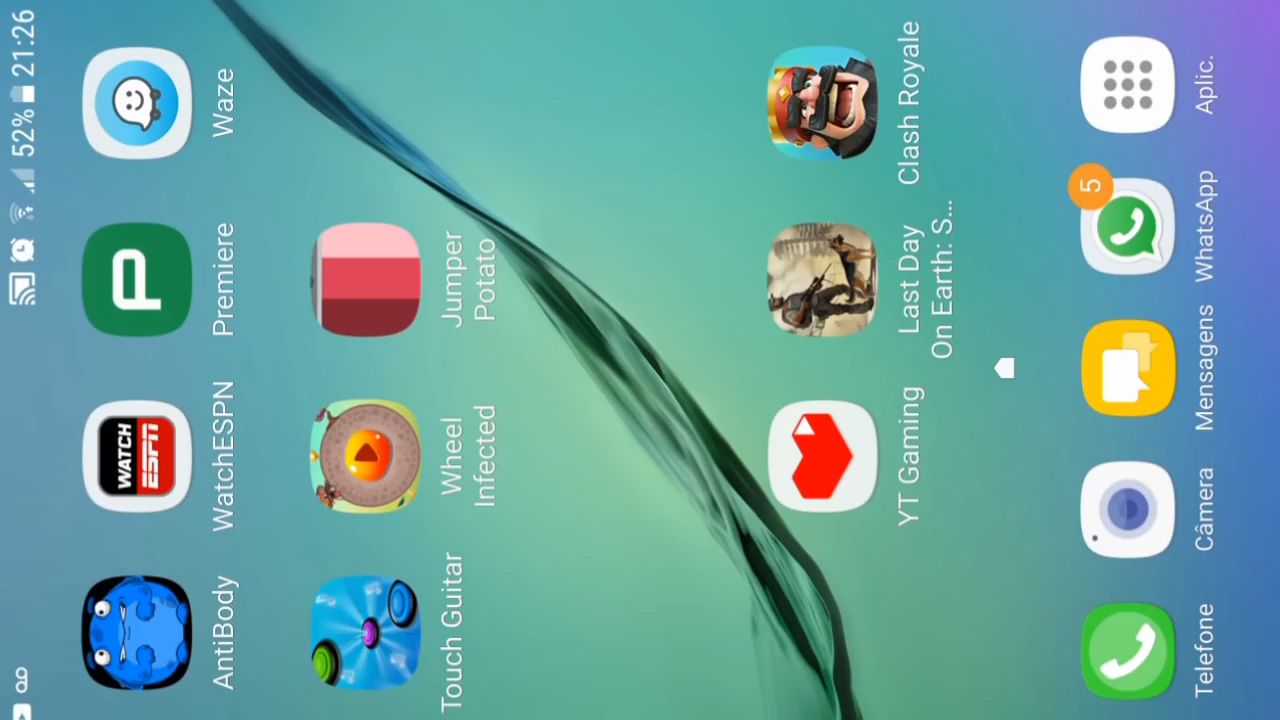 52% 21:26
AntiBody
WatchESPN
Premiere
Waze
Touch Guitar
Wheel
Infected
Jumper
Potato
YT Gaming
Last Day
On Earth: S...
Clash Royale
Telefone
Câmera
Mensagens
WhatsApp
Aplic.
WATCH
ESPN
P
5